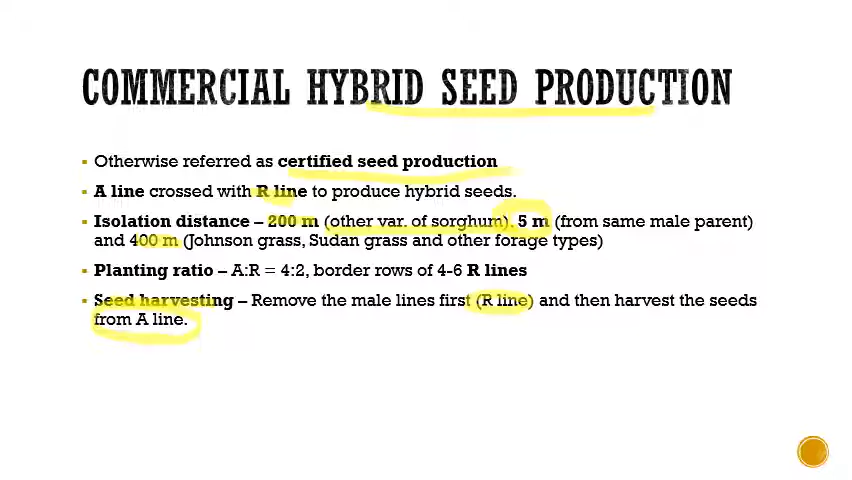 COMMERCIAL HYBRID SEED PRODUCTION
▪ Otherwise referred as certified seed production
▪ A line crossed with R line to produce hybrid seeds.
▪ Isolation distance – 200 m (other var. of sorghum), 5 m (from same male parent)
and 400 m (Johnson grass, Sudan grass and other forage types)
▪ Planting ratio – A:R = 4:2, border rows of 4-6 R lines
▪ Seed harvesting – Remove the male lines first (R line) and then harvest the seeds
from A line.